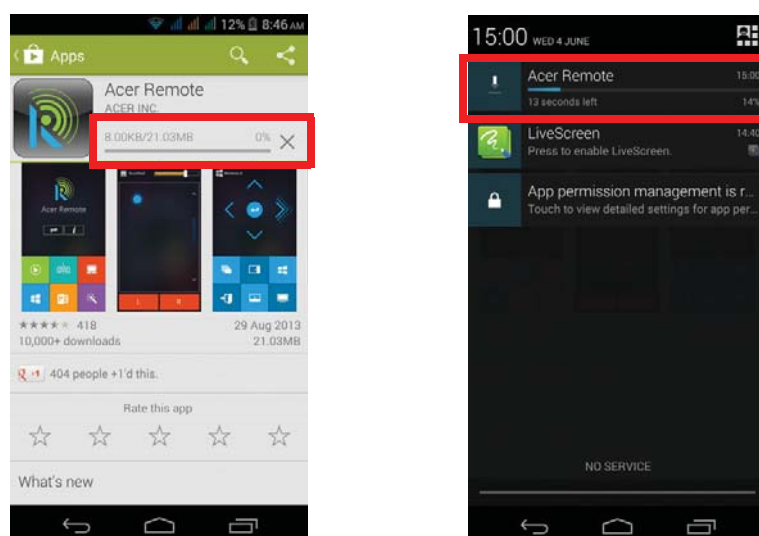 12% 8:46 AM
Apps
Acer Remote
ACER INC.
8.00KB/21.03MB 0%
Acer Remote
418 29 Aug 2013
10,000+ downloads 21.03MB
+1 404 people +1'd this.
Rate this app
What's new
15:00 WED 4 JUNE
Acer Remote 15:00
13 seconds left 14%
LiveScreen 14:40
Press to enable LiveScreen.
App permission management is r...
Touch to view detailed settings for app per...
NO SERVICE